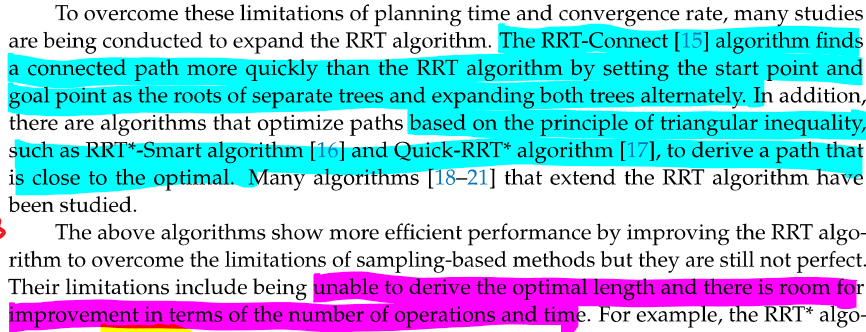 To overcome these limitations of planning time and convergence rate, many studies
are being conducted to expand the RRT algorithm. The RRT-Connect [15] algorithm finds
a connected path more quickly than the RRT algorithm by setting the start point and
goal point as the roots of separate trees and expanding both trees alternately. In addition,
there are algorithms that optimize paths based on the principle of triangular inequality,
such as RRT*-Smart algorithm [16] and Quick-RRT* algorithm [17], to derive a path that
is close to the optimal. Many algorithms [18–21] that extend the RRT algorithm have
been studied.
The above algorithms show more efficient performance by improving the RRT algo-
rithm to overcome the limitations of sampling-based methods but they are still not perfect.
Their limitations include being unable to derive the optimal length and there is room for
improvement in terms of the number of operations and time. For example, the RRT* algo-